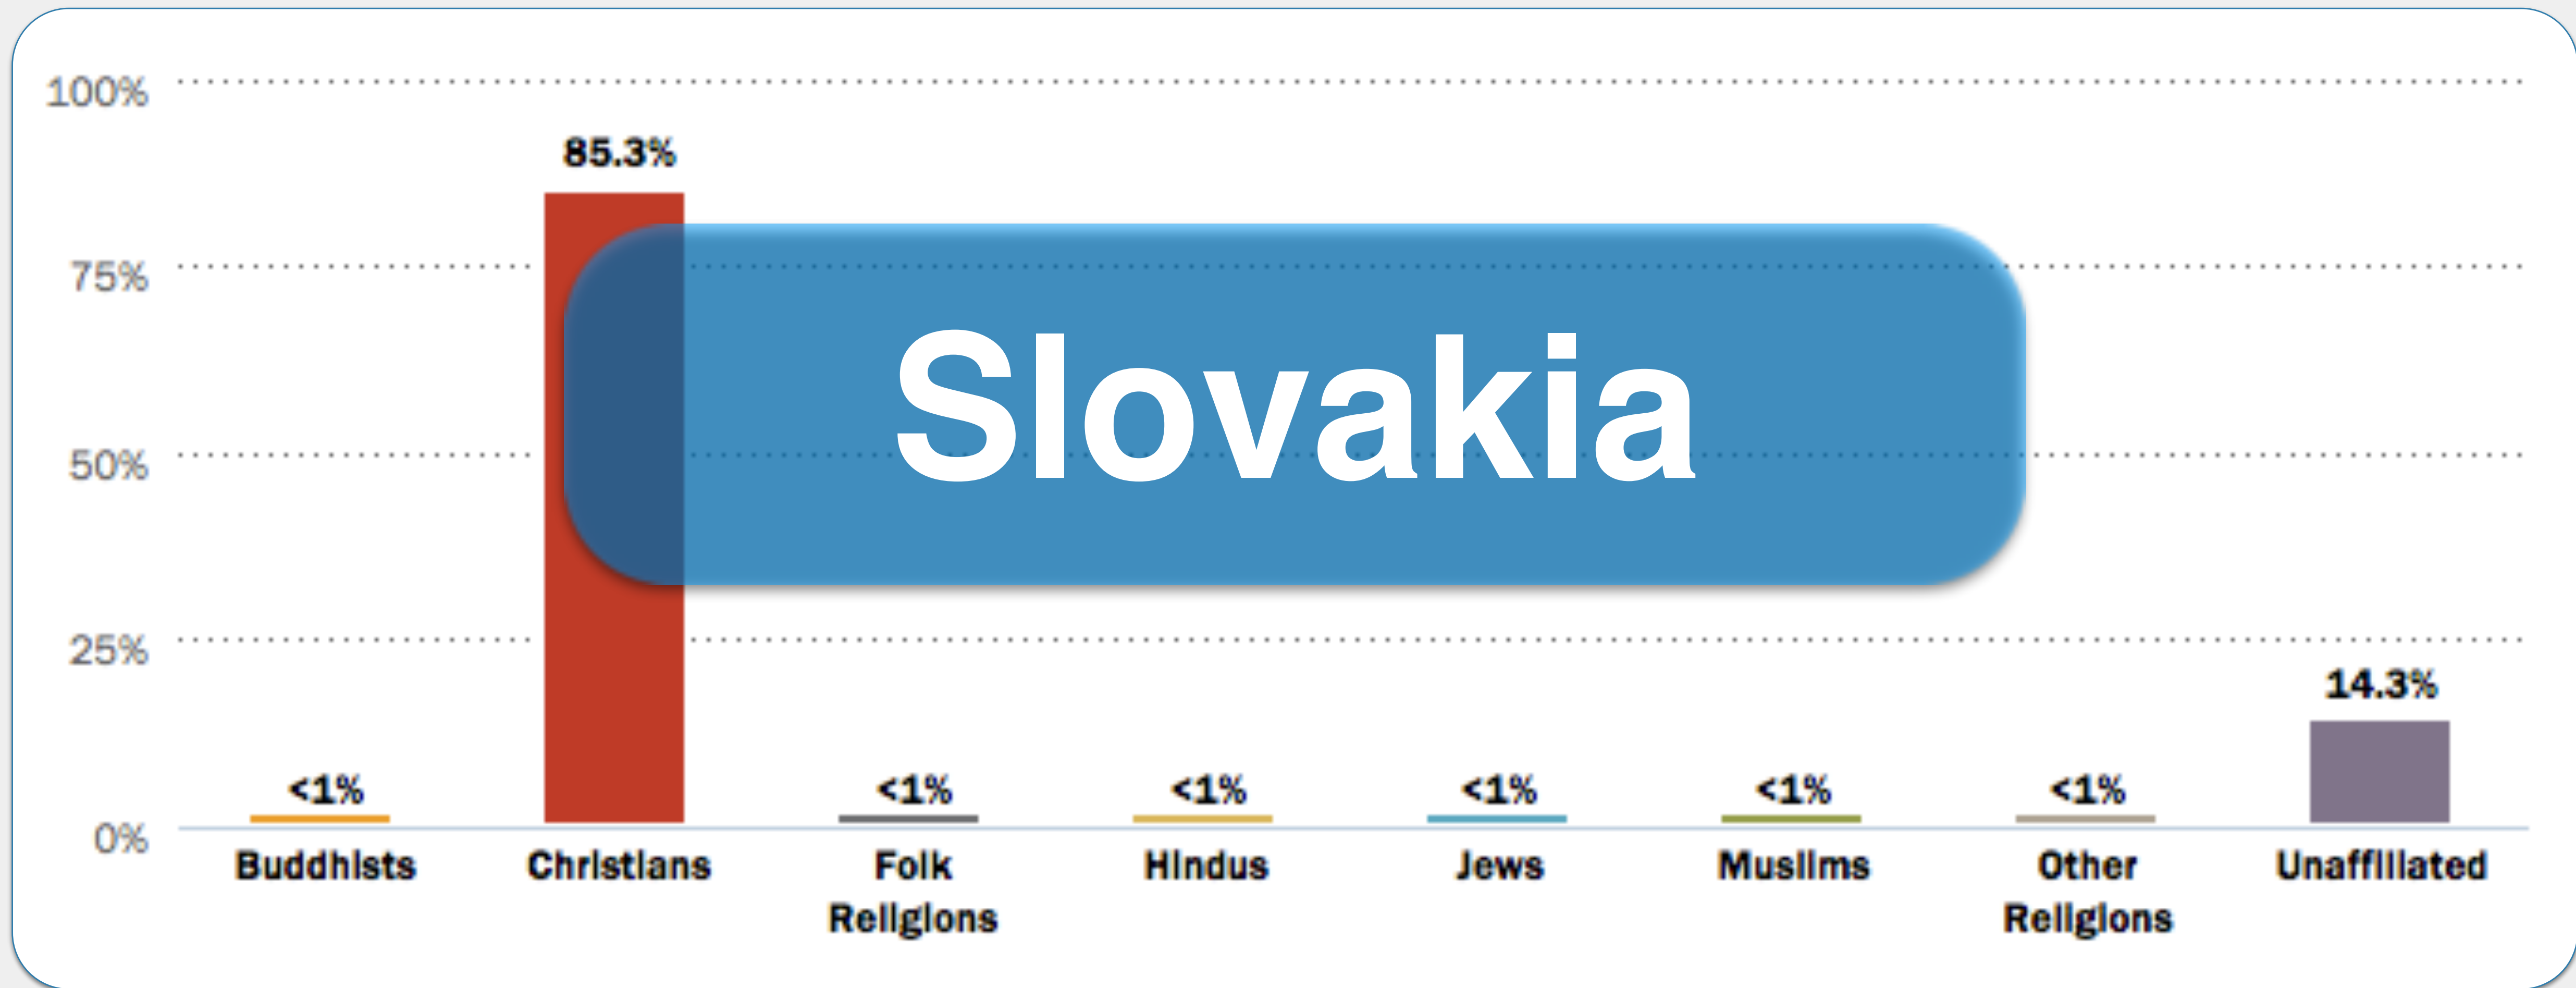 100%
85.3%
75%
Slovakia
50%
25%
14.3%
<1% <1% <1% <1% <1% <1%
0%
Buddhists Christians Folk Religions Hindus Jews Muslims Other Religions Unaffiliated